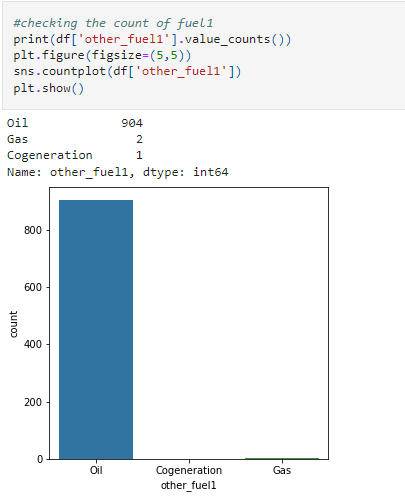 #checking the count of fuel1
print(df['other_fuel1'].value_counts())
plt.figure(figsize=(5,5))
sns.countplot(df['other_fuel1'])
plt.show()
Oil 904
Gas 2
Cogeneration 1
Name: other_fuel1, dtype: int64
800
600
400
200
0
count
Oil Cogeneration Gas
other_fuel1